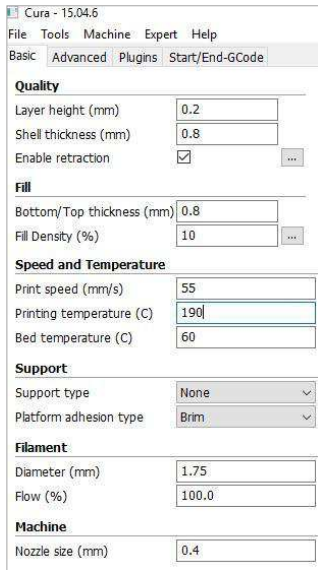 Cura - 15.04.6
File Tools Machine Expert Help
Basic Advanced Plugins Start/End-GCode
Quality
Layer height (mm) 0.2
Shell thickness (mm) 0.8
Enable retraction ...
Fill
Bottom/Top thickness (mm) 0.8
Fill Density (%) 10 ...
Speed and Temperature
Print speed (mm/s) 55
Printing temperature (C) 190
Bed temperature (C) 60
Support
Support type None
Platform adhesion type Brim
Filament
Diameter (mm) 1.75
Flow (%) 100.0
Machine
Nozzle size (mm) 0.4